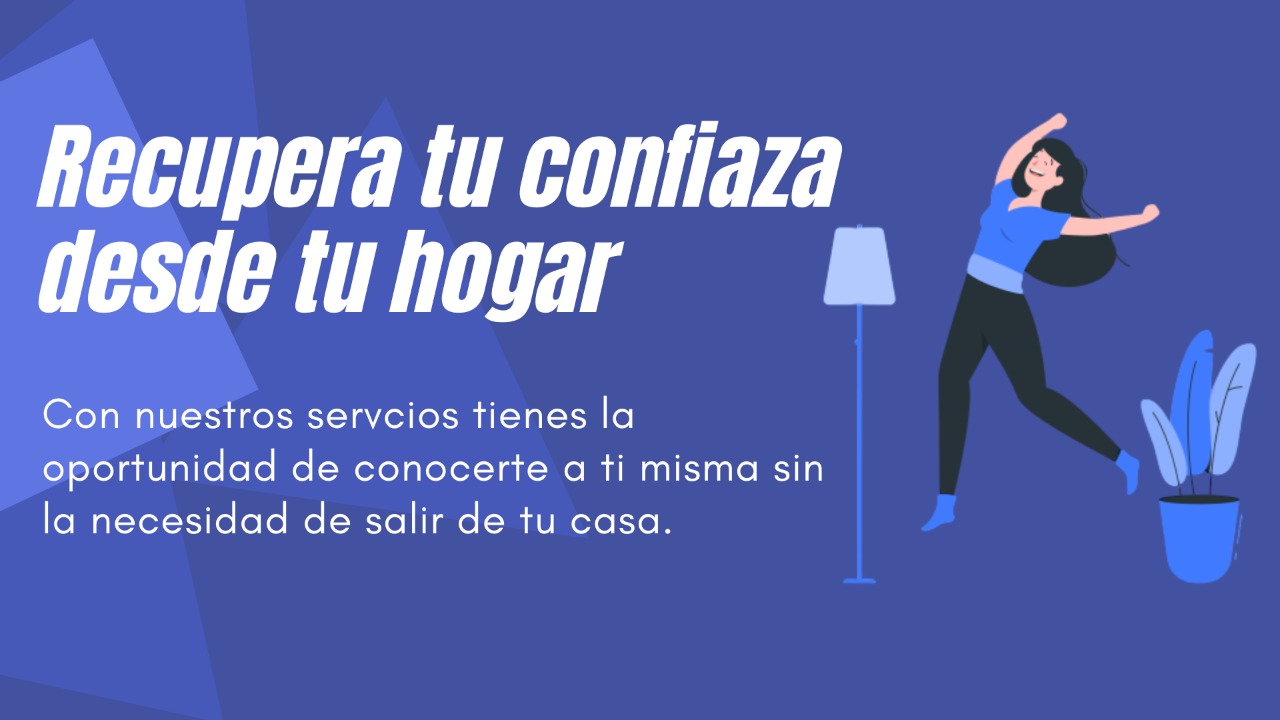 Recupera tu confiaza
desde tu hogar
Con nuestros servcios tienes la
oportunidad de conocerte a ti misma sin
la necesidad de salir de tu casa.